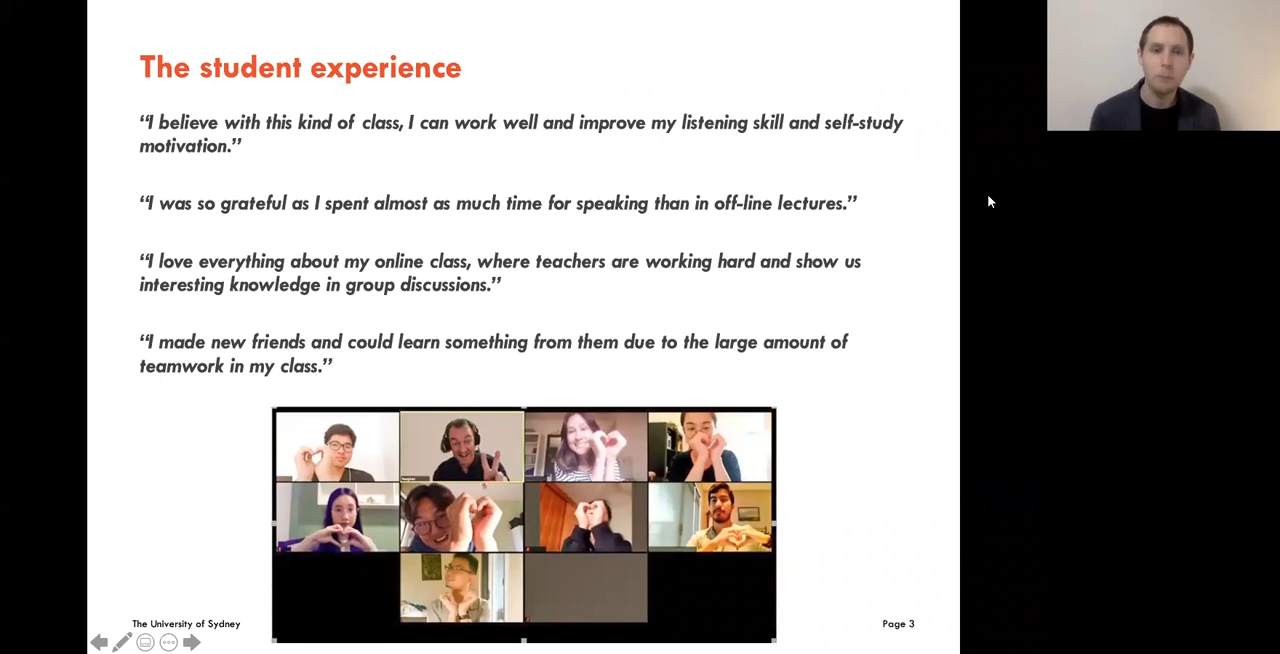 The student experience
“I believe with this kind of class, I can work well and improve my listening skill and self-study
motivation.”
“I was so grateful as I spent almost as much time for speaking than in off-line lectures.”
“I love everything about my online class, where teachers are working hard and show us
interesting knowledge in group discussions.”
“I made new friends and could learn something from them due to the large amount of
teamwork in my class.”
The University of Sydney
Page 3